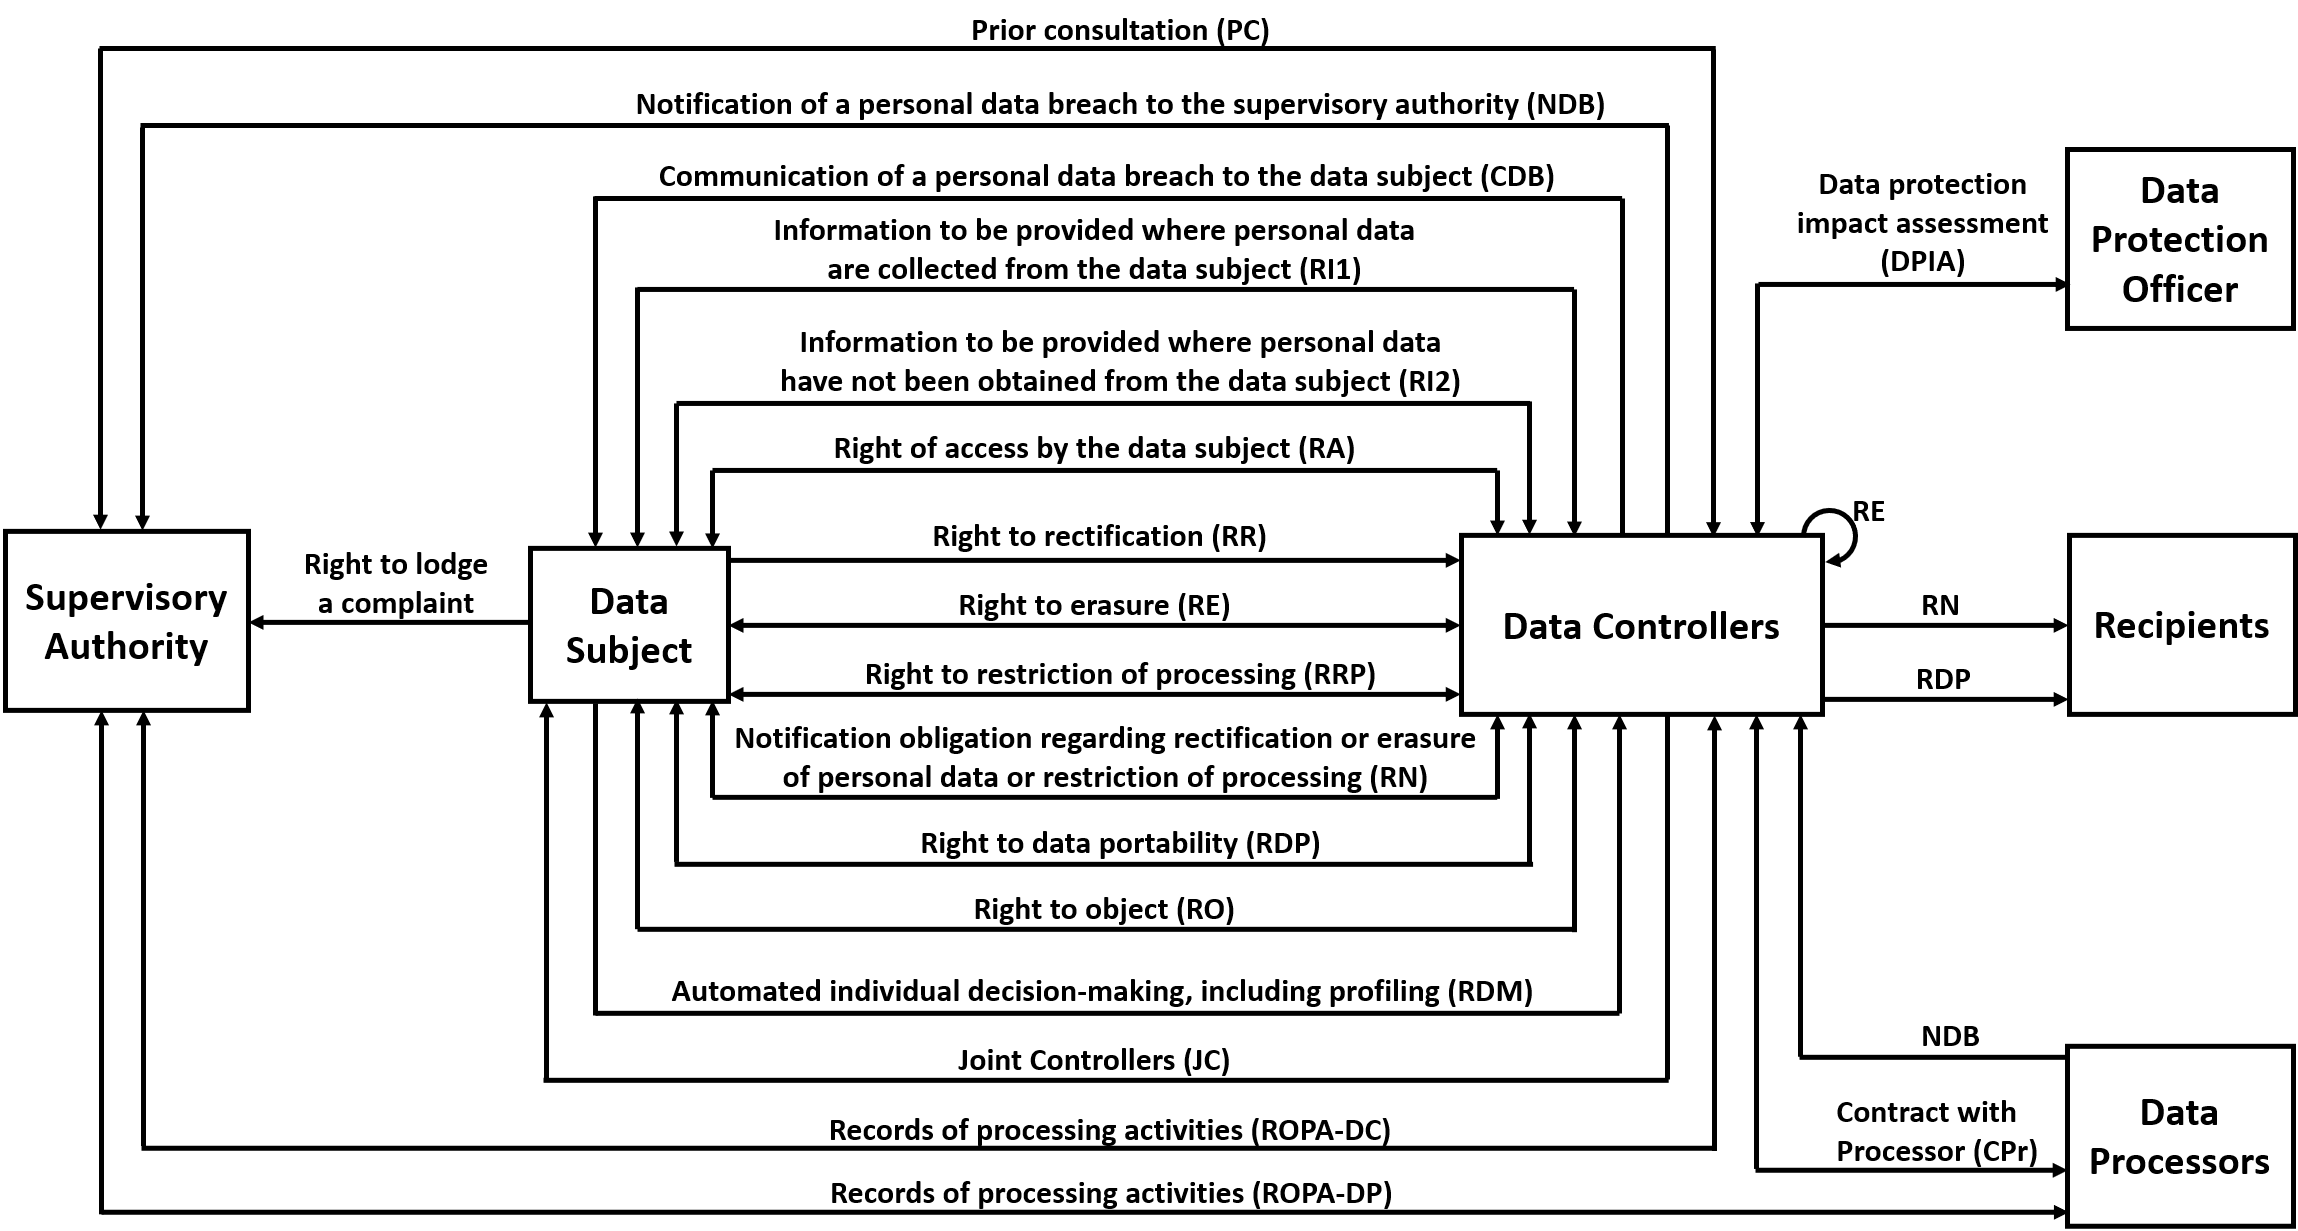 Prior consultation (PC)
Notification of a personal data breach to the supervisory authority (NDB)
Communication of a personal data breach to the data subject (CDB)
Information to be provided where personal data
are collected from the data subject (RI1)
Information to be provided where personal data
have not been obtained from the data subject (RI2)
Right of access by the data subject (RA)
Data protection
impact assessment
(DPIA)
Data
Protection
Officer
Supervisory
Authority
Right to lodge
a complaint
Data
Subject
Right to rectification (RR)
Right to erasure (RE)
Right to restriction of processing (RRP)
Data Controllers
RE
RN
RDP
Recipients
Notification obligation regarding rectification or erasure
of personal data or restriction of processing (RN)
Right to data portability (RDP)
Right to object (RO)
Automated individual decision-making, including profiling (RDM)
Joint Controllers (JC)
Records of processing activities (ROPA-DC)
Records of processing activities (ROPA-DP)
NDB
Contract with
Processor (CPr)
Data
Processors